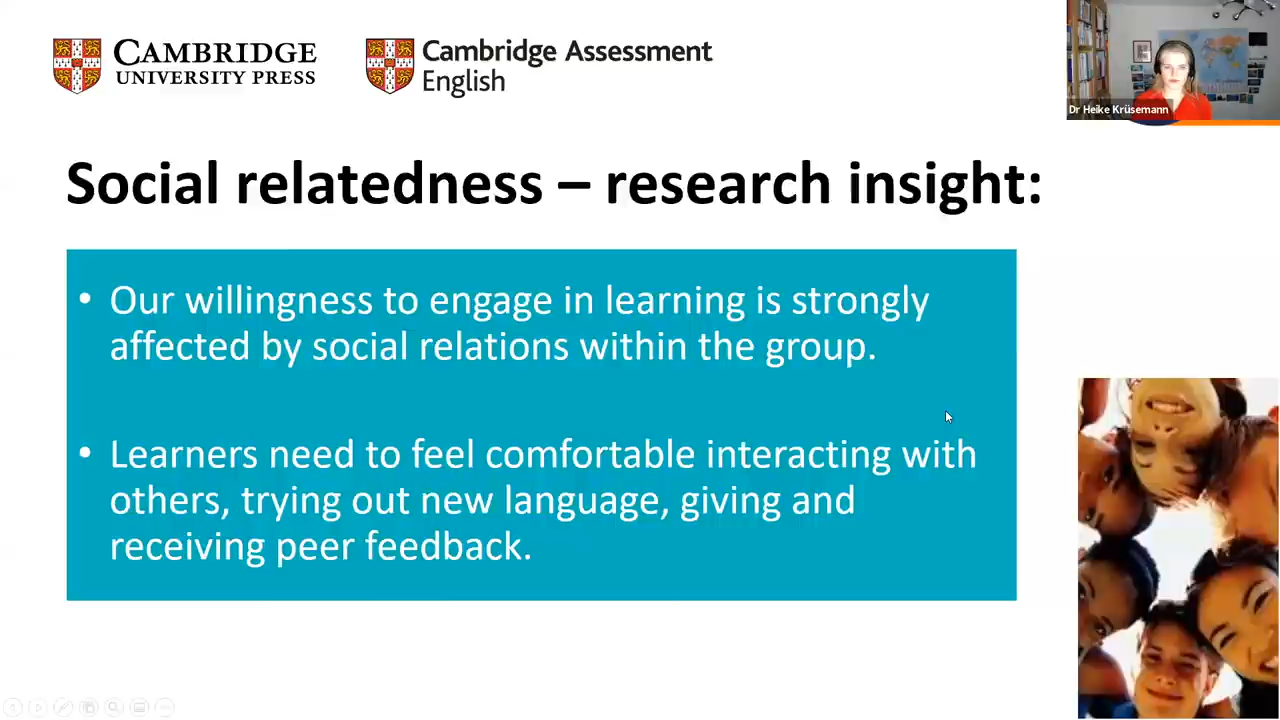 CAMBRIDGE
UNIVERSITY PRESS
Cambridge Assessment
English
Dr Heike Krüsemann
Social relatedness – research insight:
• Our willingness to engage in learning is strongly
affected by social relations within the group.
• Learners need to feel comfortable interacting with
others, trying out new language, giving and
receiving peer feedback.